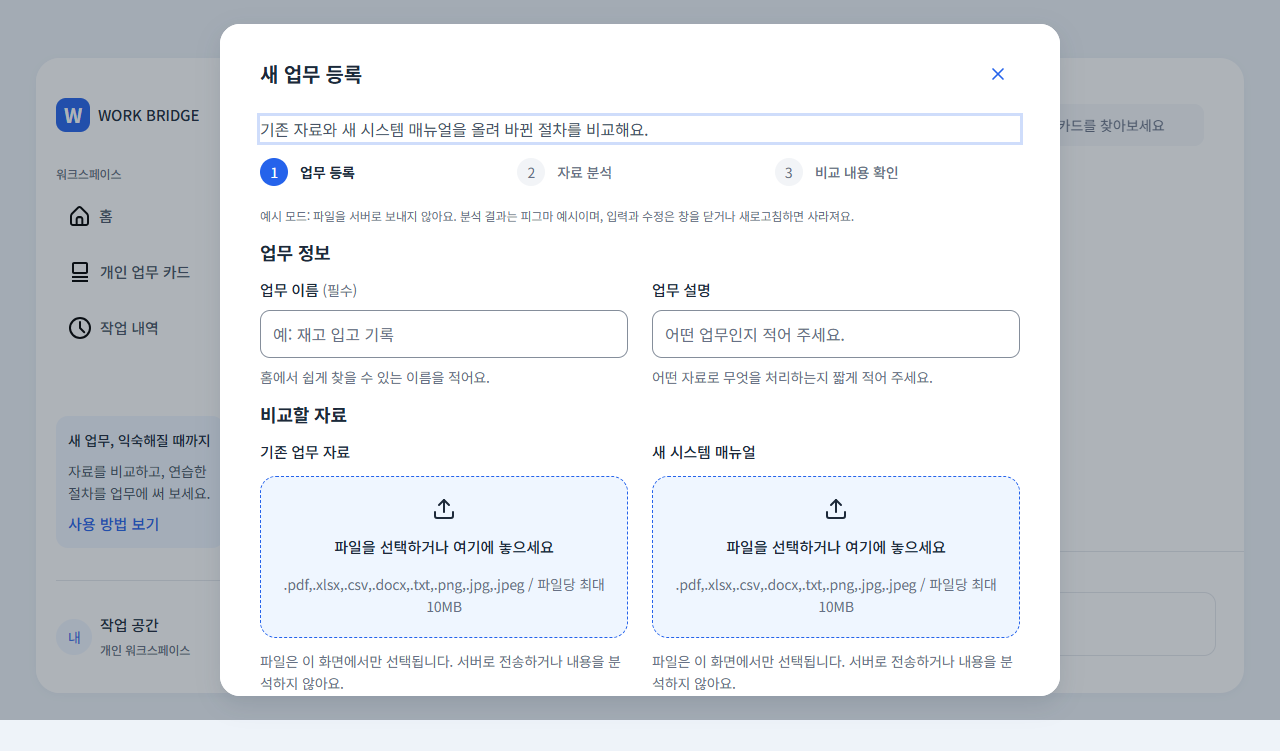 새 업무 등록
기존 자료와 새 시스템 매뉴얼을 올려 바뀐 절차를 비교해요.
1 업무 등록
2 자료 분석
3 비교 내용 확인
예시 모드: 파일을 서버로 보내지 않아요. 분석 결과는 피그마 예시이며, 입력과 수정은 창을 닫거나 새로고침하면 사라져요.
업무 정보
업무 이름 (필수)
예: 재고 입고 기록
홈에서 쉽게 찾을 수 있는 이름을 적어요.
업무 설명
어떤 업무인지 적어 주세요.
어떤 자료로 무엇을 처리하는지 짧게 적어 주세요.
비교할 자료
기존 업무 자료
파일을 선택하거나 여기에 놓으세요
.pdf,.xlsx,.csv,.docx,.txt,.png,.jpg,.jpeg / 파일당 최대
10MB
파일은 이 화면에서만 선택됩니다. 서버로 전송하거나 내용을 분
석하지 않아요.
새 시스템 매뉴얼
파일을 선택하거나 여기에 놓으세요
.pdf,.xlsx,.csv,.docx,.txt,.png,.jpg,.jpeg / 파일당 최대
10MB
파일은 이 화면에서만 선택됩니다. 서버로 전송하거나 내용을 분
석하지 않아요.
W WORK BRIDGE
워크스페이스
홈
개인 업무 카드
작업 내역
새 업무, 익숙해질 때까지
자료를 비교하고, 연습한
절차를 업무에 써 보세요.
사용 방법 보기
내
작업 공간
개인 워크스페이스
카드를 찾아보세요